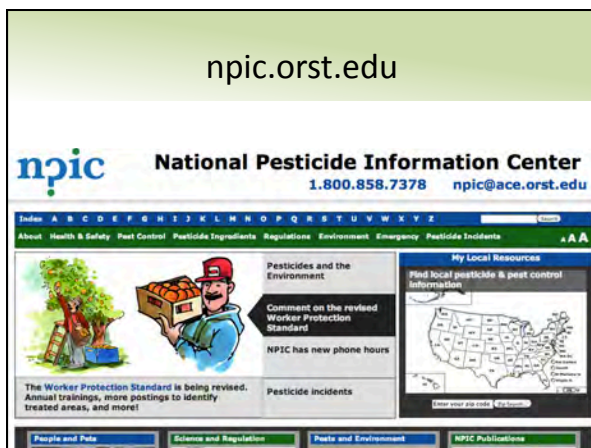 npic.orst.edu
npic
National Pesticide Information Center
1.800.858.7378 npic@ace.orst.edu
Index A B C D E F G H I J K L M N O P Q R S T U V W X Y Z Search
About Health & Safety Pest Control Pesticide Ingredients Regulations Environment Emergency Pesticide Incidents AAA
Pesticides and the
Environment
Comment on the revised
Worker Protection
Standard
NPIC has new phone hours
Pesticide incidents
The Worker Protection Standard is being revised.
Annual trainings, more postings to identify
treated areas, and more!
My Local Resources
Find local pesticide & pest control
information
Enter your zip code
People and Pets
Science and Regulation
Pests and Environment
NPIC Publications